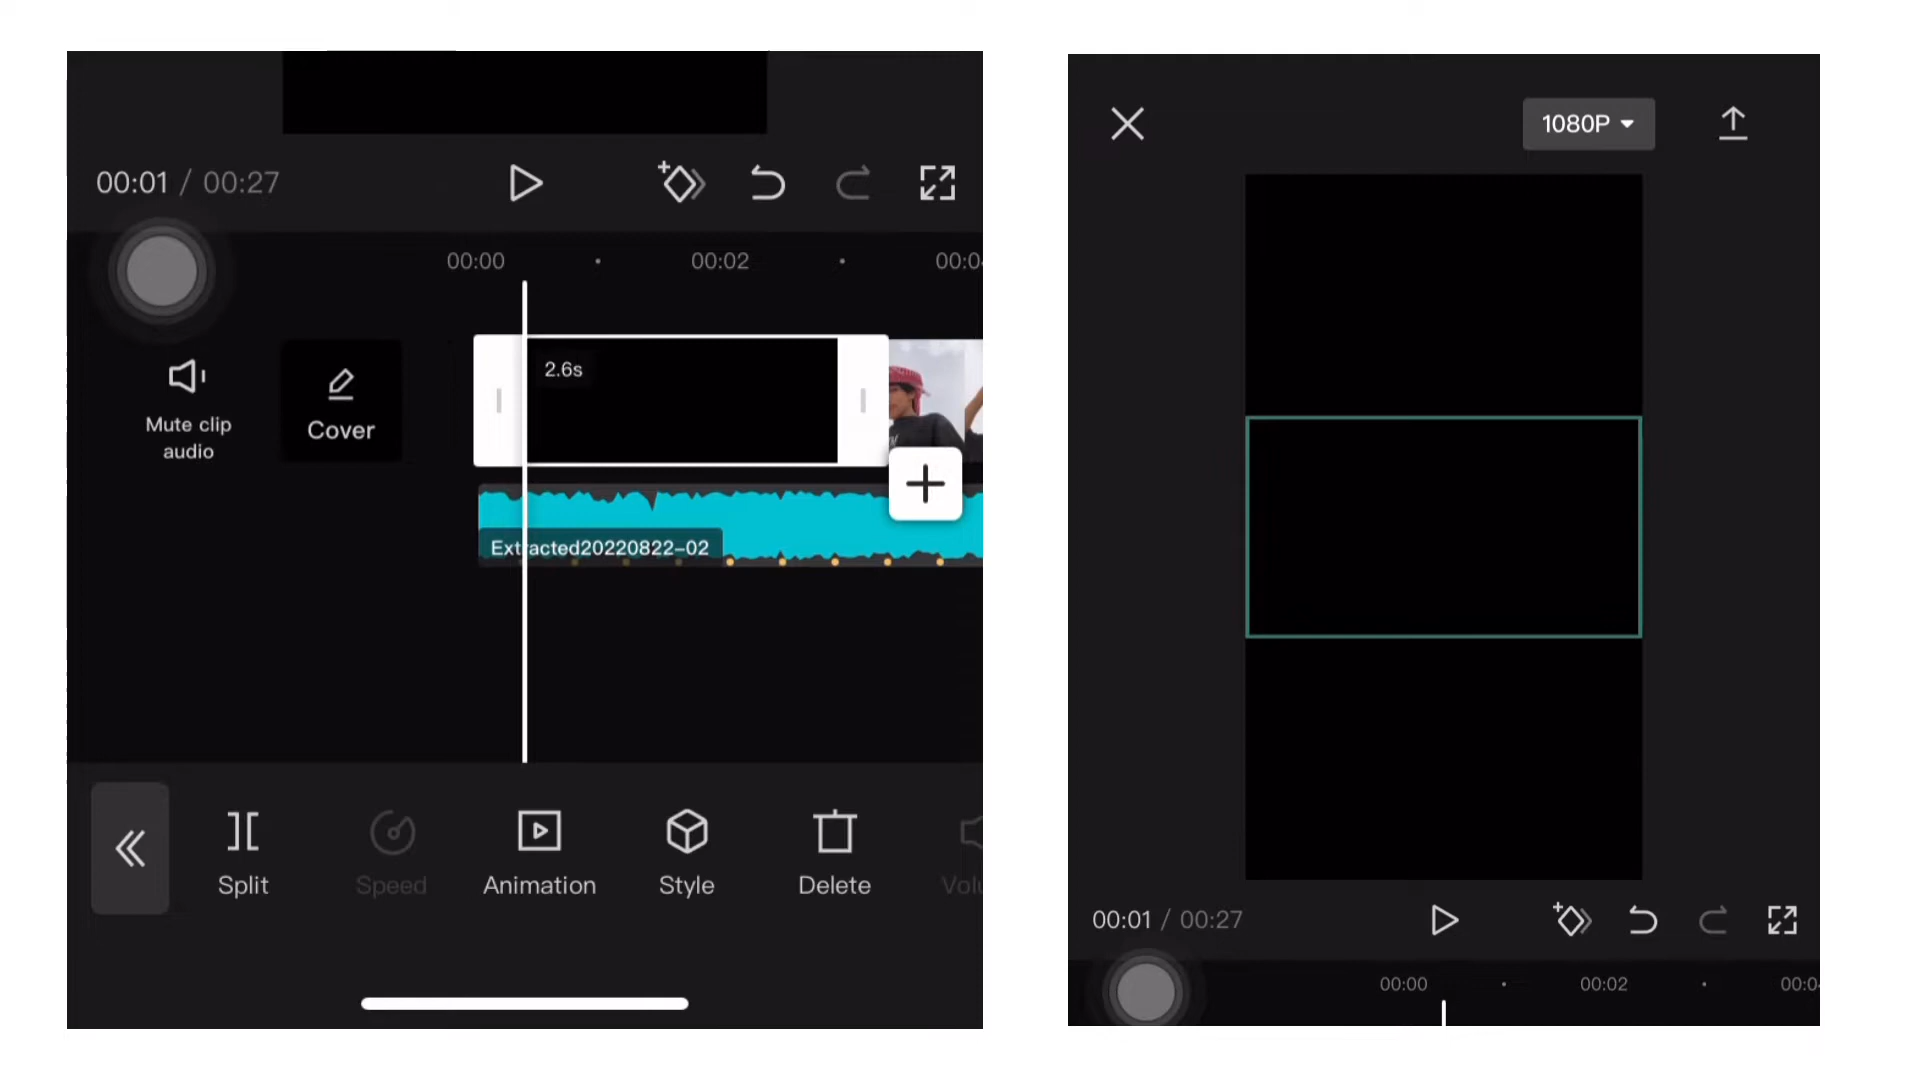 00:01 / 00:27
00:00
00:02
2.6s
Mute clip
audio
Cover
Extracted20220822-02
Split
Speed
Animation
Style
Delete
1080P
00:01 / 00:27
00:00
00:02